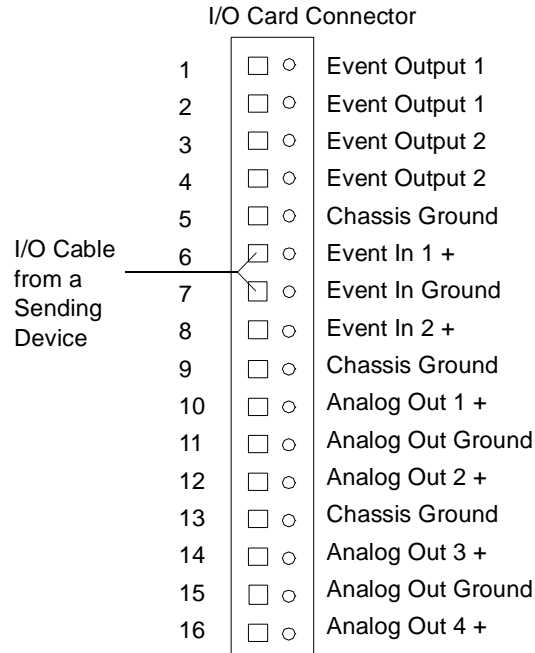 I/O Card Connector
1 Event Output 1
2 Event Output 1
3 Event Output 2
4 Event Output 2
5 Chassis Ground
6 Event In 1 +
7 Event In Ground
8 Event In 2 +
9 Chassis Ground
10 Analog Out 1 +
11 Analog Out Ground
12 Analog Out 2 +
13 Chassis Ground
14 Analog Out 3 +
15 Analog Out Ground
16 Analog Out 4 +
I/O Cable
from a
Sending
Device